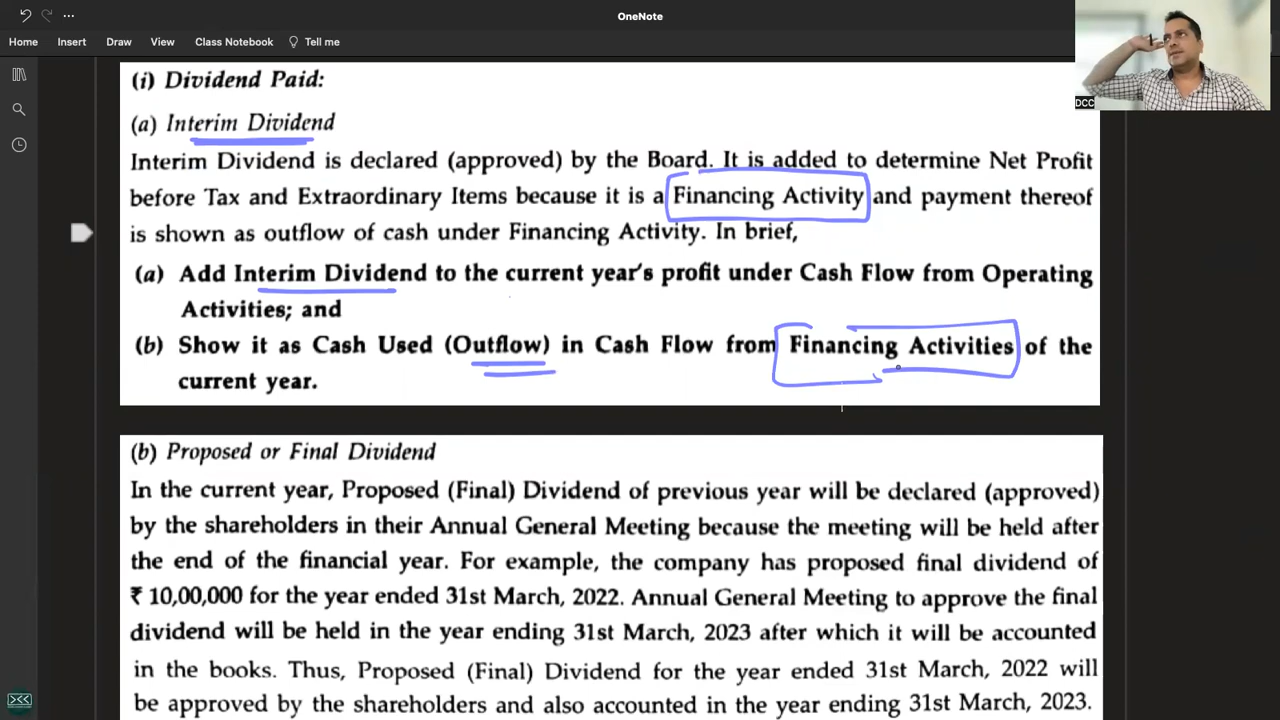 OneNote
Home Insert Draw View Class Notebook Tell me
DCC
(i) Dividend Paid:
(a) Interim Dividend
Interim Dividend is declared (approved) by the Board. It is added to determine Net Profit
before Tax and Extraordinary Items because it is a Financing Activity and payment thereof
is shown as outflow of cash under Financing Activity. In brief,
(a) Add Interim Dividend to the current year's profit under Cash Flow from Operating
Activities; and
(b) Show it as Cash Used (Outflow) in Cash Flow from Financing Activities of the
current year.
(b) Proposed or Final Dividend
In the current year, Proposed (Final) Dividend of previous year will be declared (approved)
by the shareholders in their Annual General Meeting because the meeting will be held after
the end of the financial year. For example, the company has proposed final dividend of
₹ 10,00,000 for the year ended 31st March, 2022. Annual General Meeting to approve the final
dividend will be held in the year ending 31st March, 2023 after which it will be accounted
in the books. Thus, Proposed (Final) Dividend for the year ended 31st March, 2022 will
be approved by the shareholders and also accounted in the year ending 31st March, 2023.